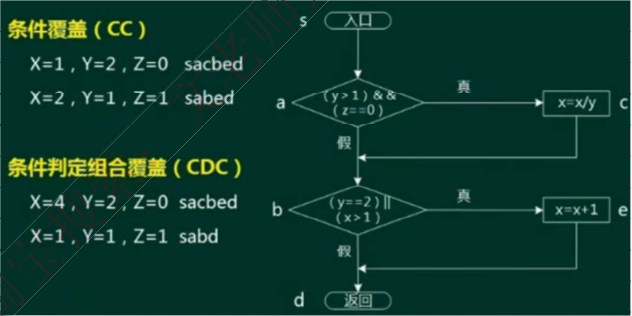 条件覆盖(CC)
X=1,Y=2,Z=0 sacbed
X=2,Y=1,Z=1 sabed
条件判定组合覆盖(CDC)
X=4,Y=2,Z=0 sacbed
X=1,Y=1,Z=1 sabd
s
入口
a
(y>1)&&
(z==0)
真
x=x/y
c
假
b
(y==2)||
(x>1)
真
x=x+1
e
假
d
返回